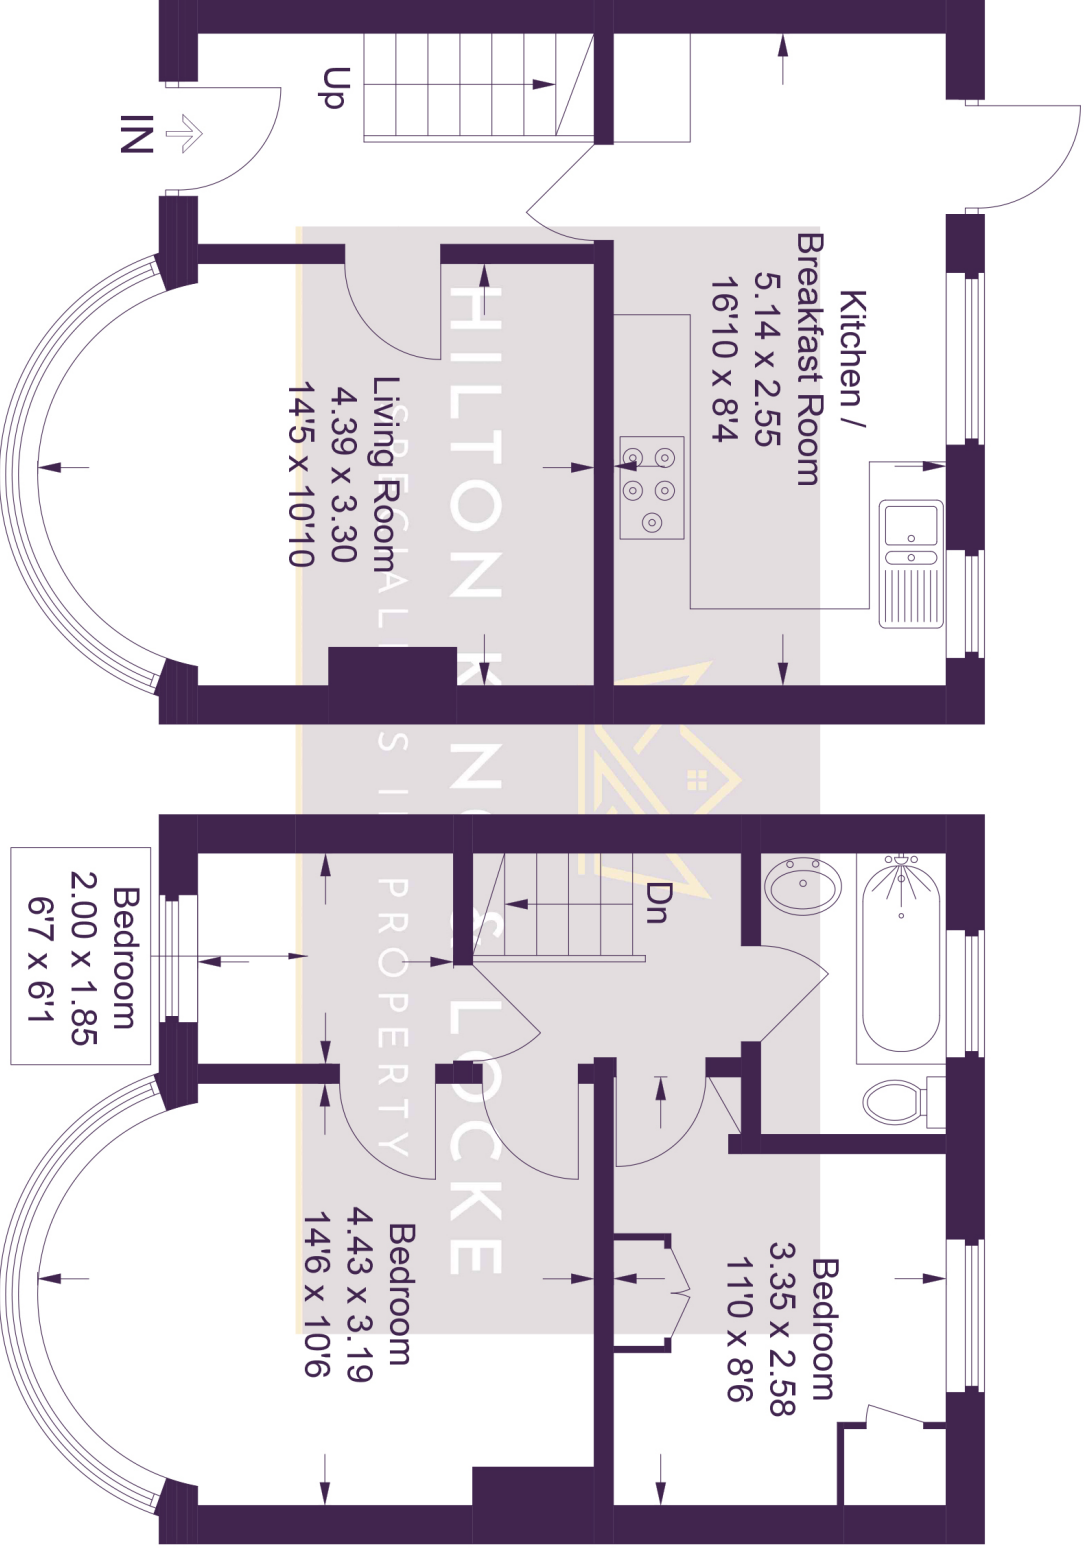 Kitchen /
Breakfast Room
5.14 x 2.55
16'10 x 8'4
Up
IN
Living Room
4.39 x 3.30
14'5 x 10'10
Dn
Bedroom
3.35 x 2.58
11'0 x 8'6
Bedroom
4.43 x 3.19
14'6 x 10'6
Bedroom
2.00 x 1.85
6'7 x 6'1
HILTON KING & LOCKE
SPECIALISTS IN PROPERTY